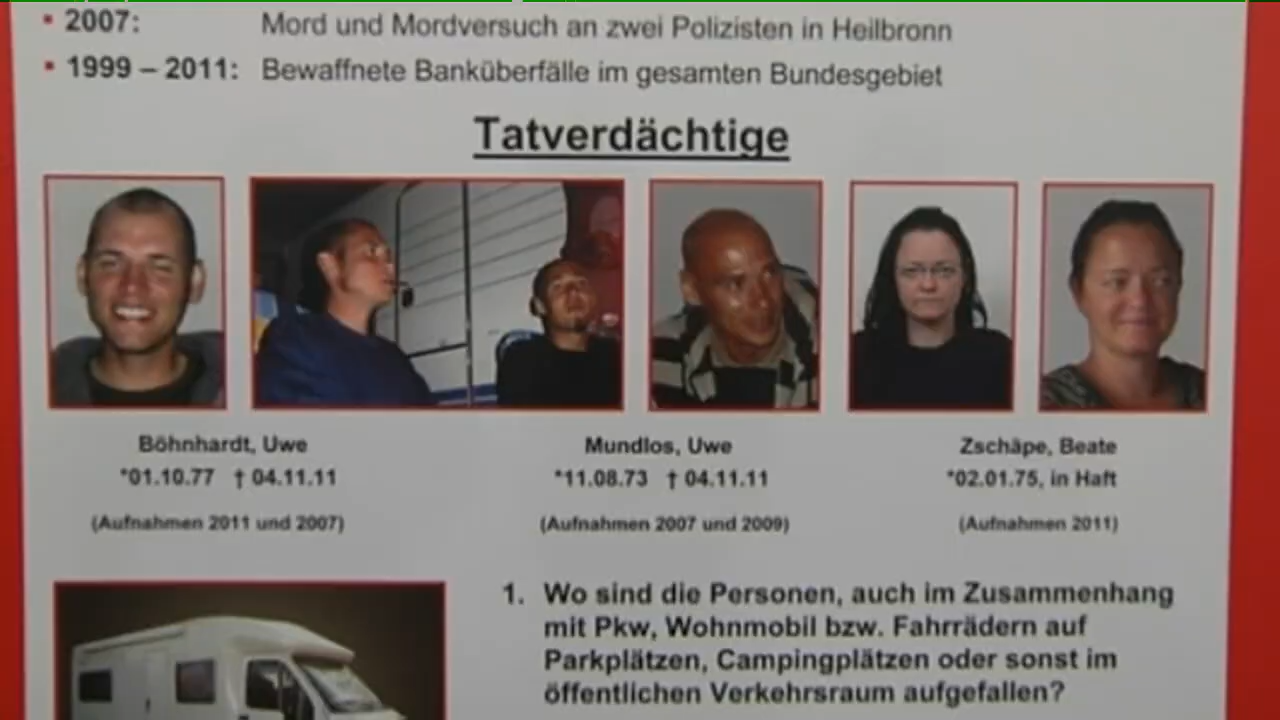 ▪ 2007: Mord und Mordversuch an zwei Polizisten in Heilbronn
▪ 1999 – 2011: Bewaffnete Banküberfälle im gesamten Bundesgebiet
Tatverdächtige
Böhnhardt, Uwe
*01.10.77 † 04.11.11
(Aufnahmen 2011 und 2007)
Mundlos, Uwe
*11.08.73 † 04.11.11
(Aufnahmen 2007 und 2009)
Zschäpe, Beate
*02.01.75, in Haft
(Aufnahmen 2011)
1. Wo sind die Personen, auch im Zusammenhang
mit Pkw, Wohnmobil bzw. Fahrrädern auf
Parkplätzen, Campingplätzen oder sonst im
öffentlichen Verkehrsraum aufgefallen?